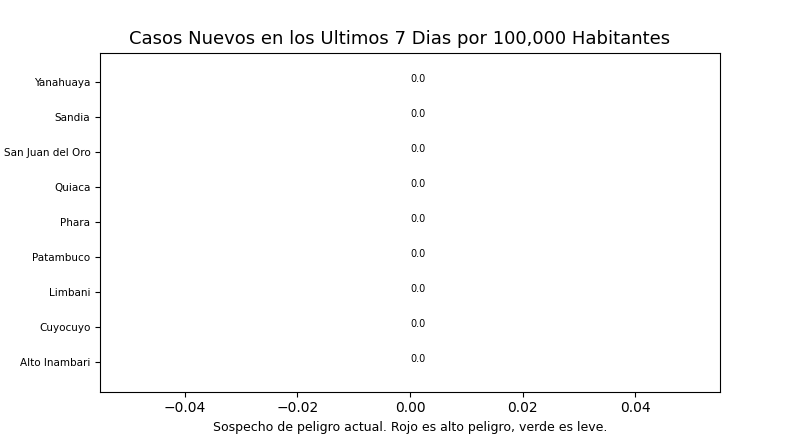 Casos Nuevos en los Ultimos 7 Dias por 100,000 Habitantes
Yanahuaya 0.0
Sandia 0.0
San Juan del Oro 0.0
Quiaca 0.0
Phara 0.0
Patambuco 0.0
Limbani 0.0
Cuyocuyo 0.0
Alto Inambari 0.0
−0.04 −0.02 0.00 0.02 0.04
Sospecho de peligro actual. Rojo es alto peligro, verde es leve.